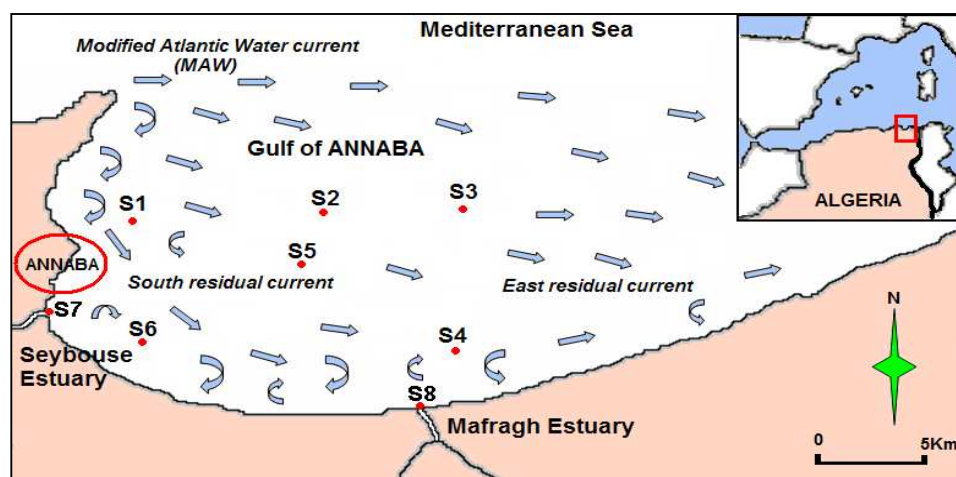 Mediterranean Sea
Modified Atlantic Water current
(MAW)
Gulf of ANNABA
ALGERIA
S1
S2
S3
S5
ANNABA
South residual current
East residual current
S7
S6
S4
N
Seybouse
Estuary
S8
Mafragh Estuary
0
5Km